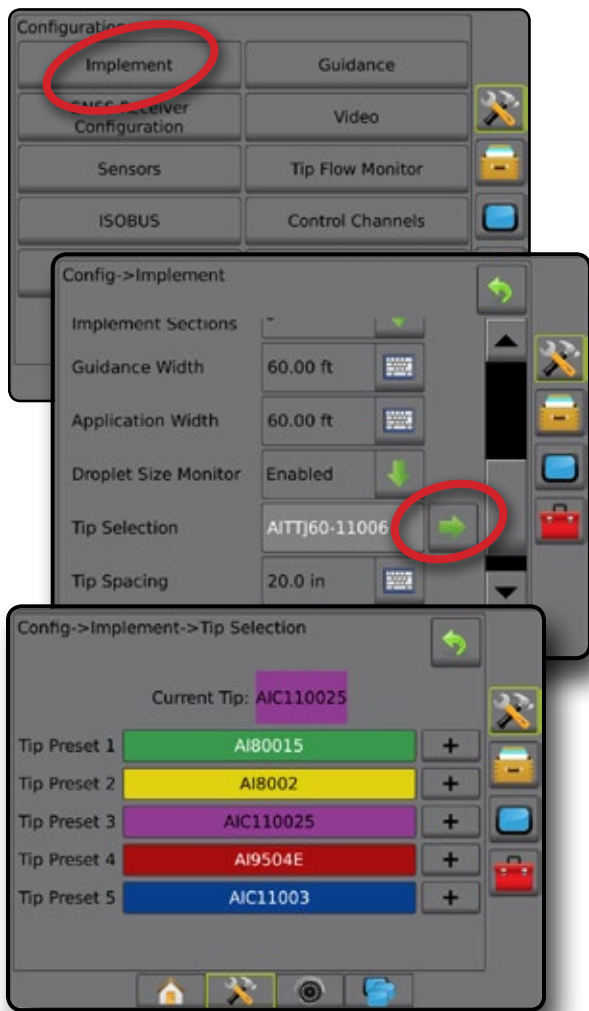 Configuration
Implement Guidance
GNSS Receiver Configuration Video
Sensors Tip Flow Monitor
ISOBUS Control Channels
Config->Implement
Implement Sections
Guidance Width 60.00 ft
Application Width 60.00 ft
Droplet Size Monitor Enabled
Tip Selection AITTJ60-11006
Tip Spacing 20.0 in
Config->Implement->Tip Selection
Current Tip: AIC110025
Tip Preset 1 AI80015 +
Tip Preset 2 AI8002 +
Tip Preset 3 AIC110025 +
Tip Preset 4 AI9504E +
Tip Preset 5 AIC11003 +